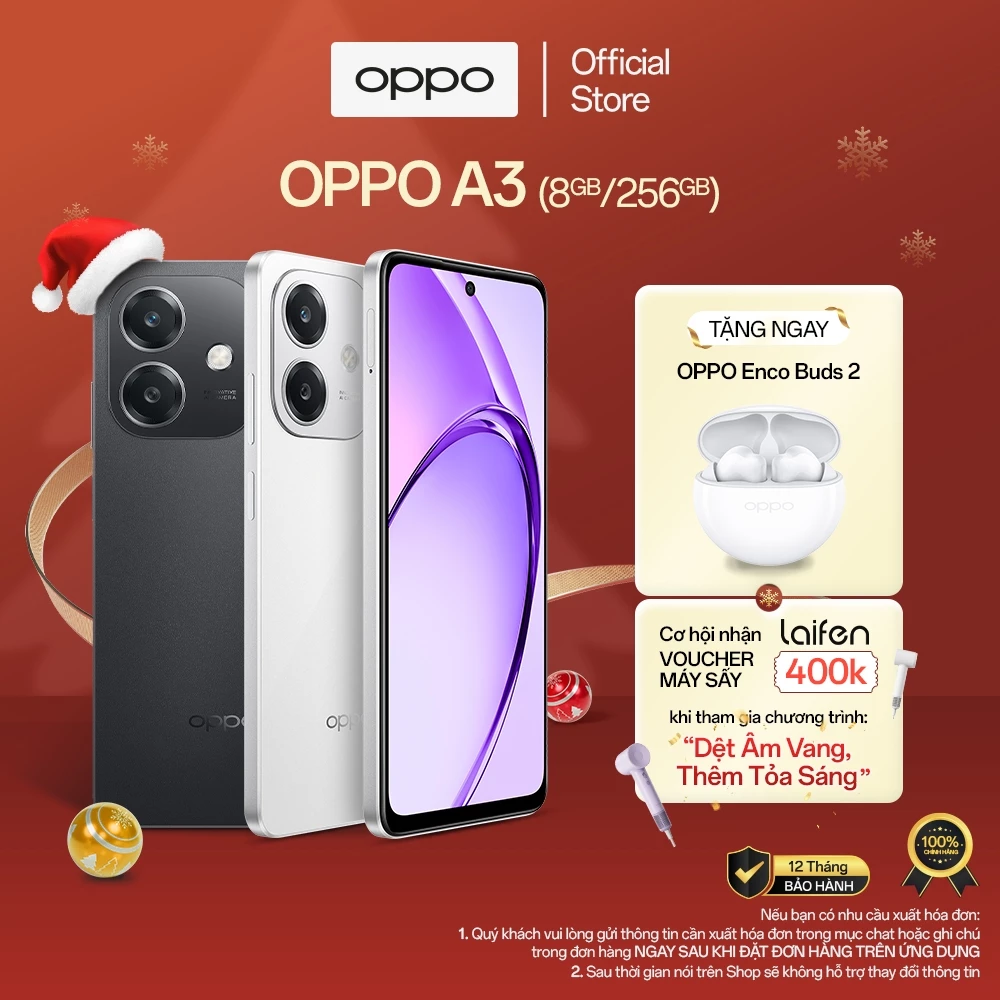 oppo
Official
Store
OPPO A3 (8GB/256GB)
TẶNG NGAY
OPPO Enco Buds 2
oppo
Cơ hội nhận
VOUCHER
MÁY SẤY
laifen
400k
khi tham gia chương trình:
“Dệt Âm Vang,
Thêm Tỏa Sáng”
oppo
opp
12 Tháng
BẢO HÀNH
100%
CHÍNH HÃNG
Nếu bạn có nhu cầu xuất hóa đơn:
1. Quý khách vui lòng gửi thông tin cần xuất hóa đơn trong mục chat hoặc ghi chú
trong đơn hàng NGAY SAU KHI ĐẶT ĐƠN HÀNG TRÊN ỨNG DỤNG
2. Sau thời gian nói trên Shop sẽ không hỗ trợ thay đổi thông tin